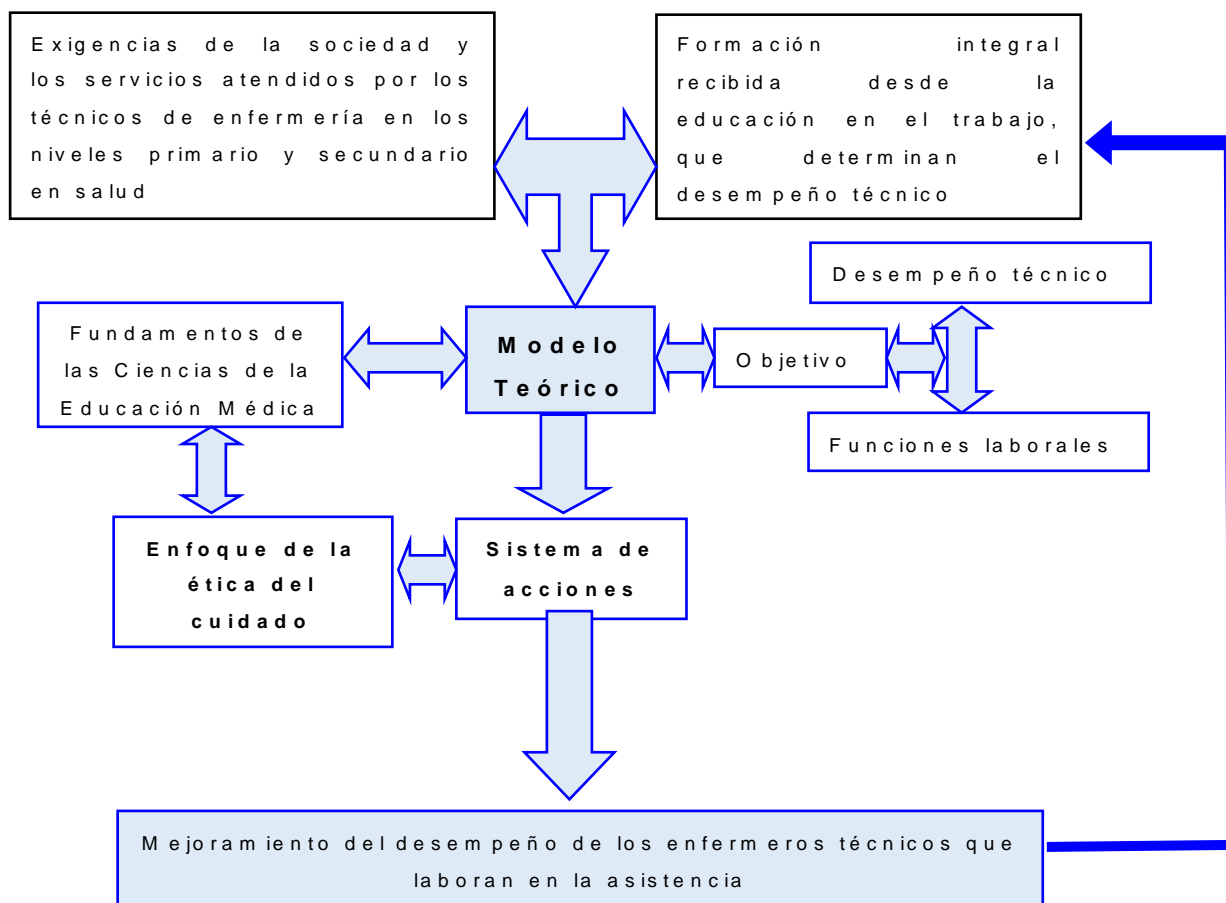 Exigencias de la sociedad y
los servicios atendidos por los
técnicos de enfermería en los
niveles primario y secundario
en salud
Formación integral
recibida desde la
educación en el trabajo,
que determinan el
desempeño técnico
Desempeño técnico
Fundamentos de
las Ciencias de la
Educación Médica
Modelo
Teórico
Objetivo
Funciones laborales
Enfoque de la
ética del
cuidado
Sistema de
acciones
Mejoramiento del desempeño de los enfermeros técnicos que
laboran en la asistencia